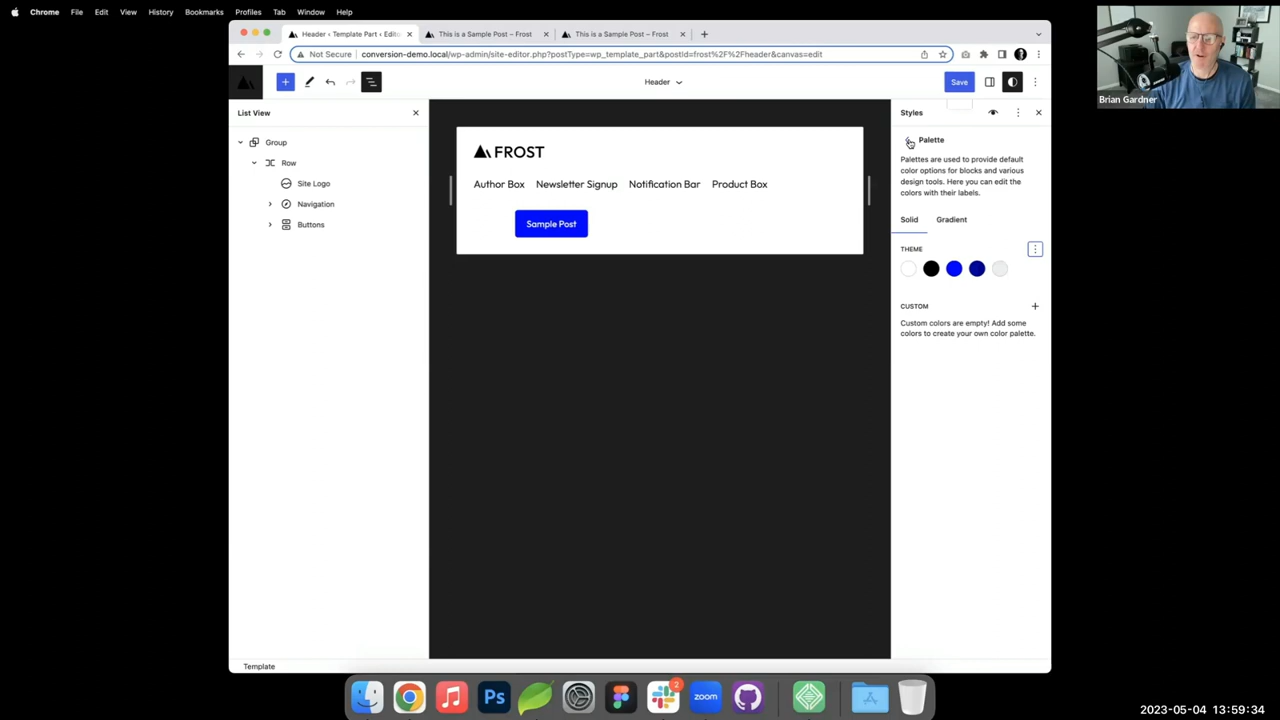 Chrome File Edit View History Bookmarks Profiles Tab Window Help
Header ‹ Template Part ‹ Edito
This is a Sample Post – Frost
This is a Sample Post – Frost
Not Secure conversion-demo.local/wp-admin/site-editor.php?postType=wp_template_part&postId=frost%2F%2Fheader&canvas=edit
Header
Save
List View
Group
Row
Site Logo
Navigation
Buttons
FROST
Author Box Newsletter Signup Notification Bar Product Box
Sample Post
Styles
Palette
Palettes are used to provide default
color options for blocks and various
design tools. Here you can edit the
colors with their labels.
Solid Gradient
THEME
CUSTOM
Custom colors are empty! Add some
colors to create your own color palette.
Template
Brian Gardner
Ps
2
zoom
2023-05-04 13:59:34